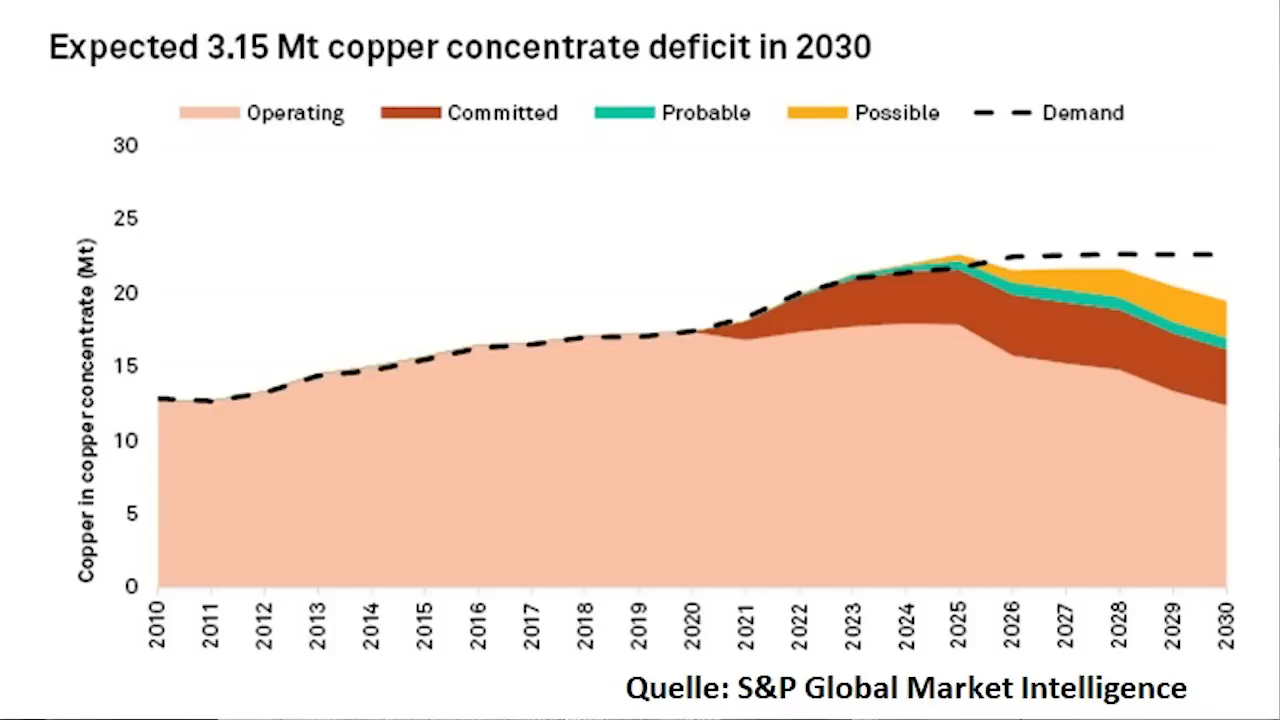 Expected 3.15 Mt copper concentrate deficit in 2030
Operating Committed Probable Possible Demand
30
25
20
15
10
5
0
Copper in copper concentrate (Mt)
2010 2011 2012 2013 2014 2015 2016 2017 2018 2019 2020 2021 2022 2023 2024 2025 2026 2027 2028 2029 2030
Quelle: S&P Global Market Intelligence